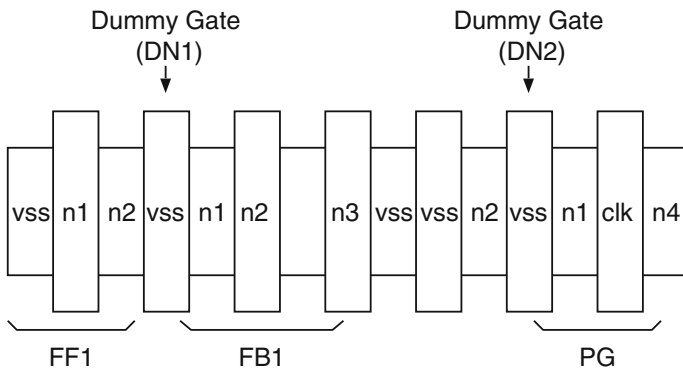 Dummy Gate
(DN1)
Dummy Gate
(DN2)
vss n1 n2 vss n1 n2 n3 vss vss n2 vss n1 clk n4
FF1 FB1 PG